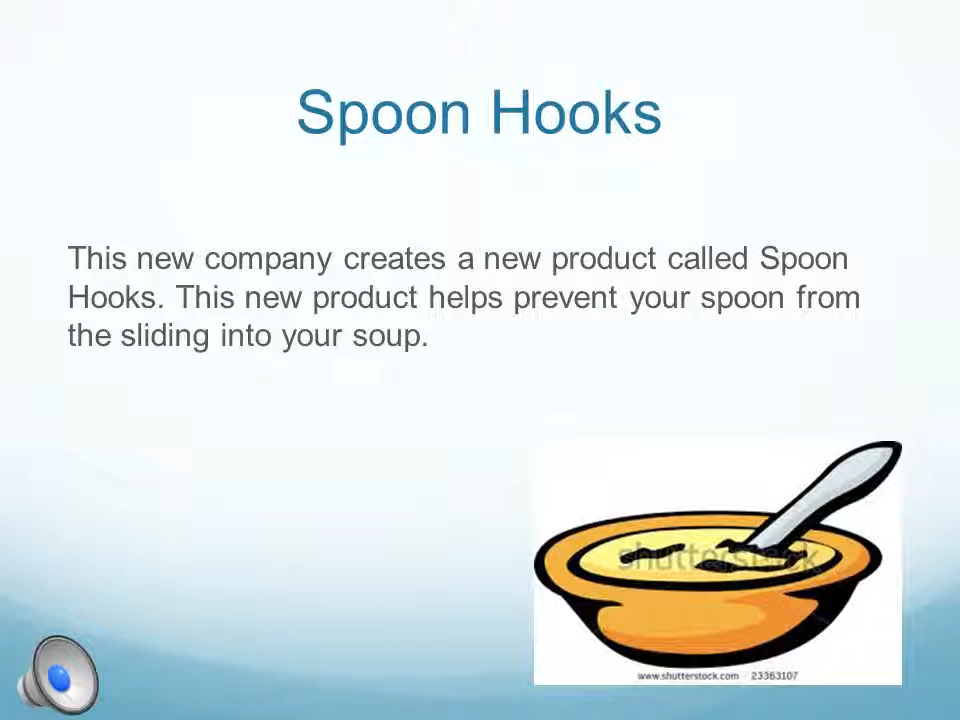 Spoon Hooks
This new company creates a new product called Spoon
Hooks. This new product helps prevent your spoon from
the sliding into your soup.
shutterstock
www.shutterstock.com · 23363107